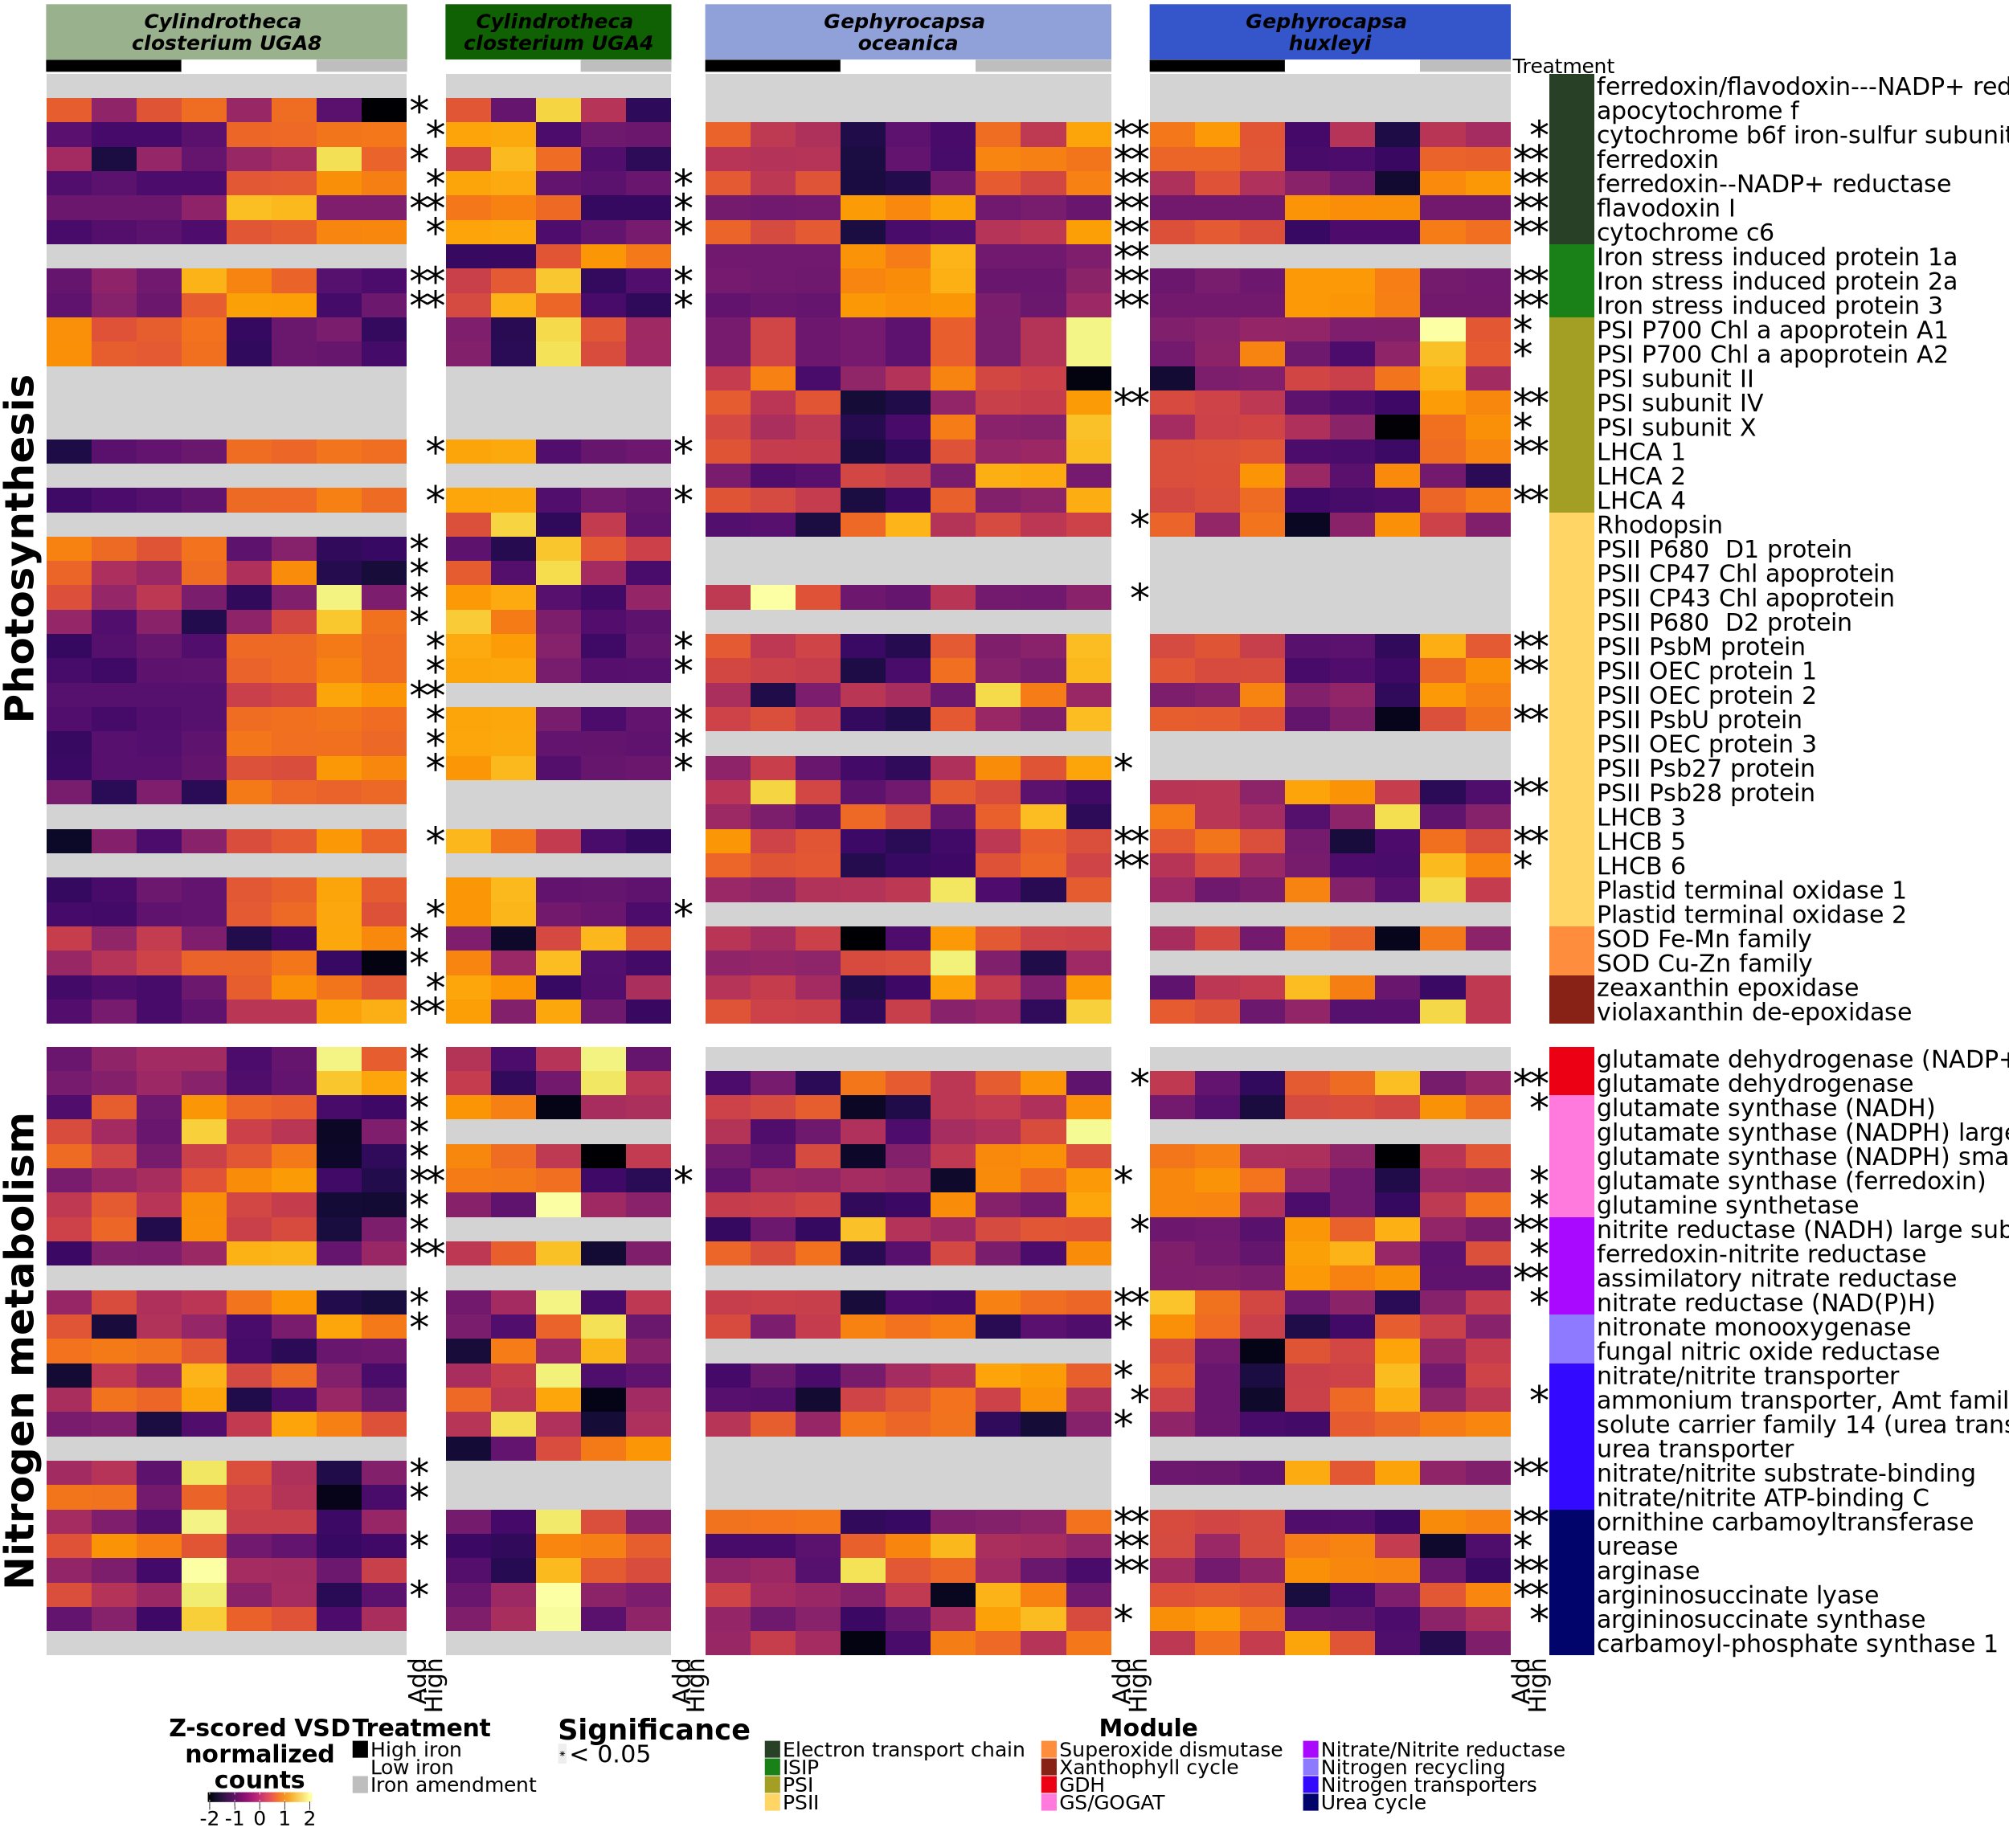 Cylindrotheca
closterium UGA8
Cylindrotheca
closterium UGA4
Gephyrocapsa
oceanica
Gephyrocapsa
huxleyi
Treatment
Photosynthesis
ferredoxin/flavodoxin---NADP+ red
apocytochrome f
cytochrome b6f iron-sulfur subunit
ferredoxin
ferredoxin--NADP+ reductase
flavodoxin I
cytochrome c6
Iron stress induced protein 1a
Iron stress induced protein 2a
Iron stress induced protein 3
PSI P700 Chl a apoprotein A1
PSI P700 Chl a apoprotein A2
PSI subunit II
PSI subunit IV
PSI subunit X
LHCA 1
LHCA 2
LHCA 4
Rhodopsin
PSII P680  D1 protein
PSII CP47 Chl apoprotein
PSII CP43 Chl apoprotein
PSII P680  D2 protein
PSII PsbM protein
PSII OEC protein 1
PSII OEC protein 2
PSII PsbU protein
PSII OEC protein 3
PSII Psb27 protein
PSII Psb28 protein
LHCB 3
LHCB 5
LHCB 6
Plastid terminal oxidase 1
Plastid terminal oxidase 2
SOD Fe-Mn family
SOD Cu-Zn family
zeaxanthin epoxidase
violaxanthin de-epoxidase
Nitrogen metabolism
glutamate dehydrogenase (NADP+
glutamate dehydrogenase
glutamate synthase (NADH)
glutamate synthase (NADPH) large
glutamate synthase (NADPH) sma
glutamate synthase (ferredoxin)
glutamine synthetase
nitrite reductase (NADH) large sub
ferredoxin-nitrite reductase
assimilatory nitrate reductase
nitrate reductase (NAD(P)H)
nitronate monooxygenase
fungal nitric oxide reductase
nitrate/nitrite transporter
ammonium transporter, Amt famil
solute carrier family 14 (urea trans
urea transporter
nitrate/nitrite substrate-binding
nitrate/nitrite ATP-binding C
ornithine carbamoyltransferase
urease
arginase
argininosuccinate lyase
argininosuccinate synthase
carbamoyl-phosphate synthase 1
Add
High
Add
High
Add
High
Add
High
Z-scored VSD
normalized
counts
-2 -1 0 1 2
Treatment
High iron
Low iron
Iron amendment
Significance
* < 0.05
Module
Electron transport chain
ISIP
PSI
PSII
Superoxide dismutase
Xanthophyll cycle
GDH
GS/GOGAT
Nitrate/Nitrite reductase
Nitrogen recycling
Nitrogen transporters
Urea cycle